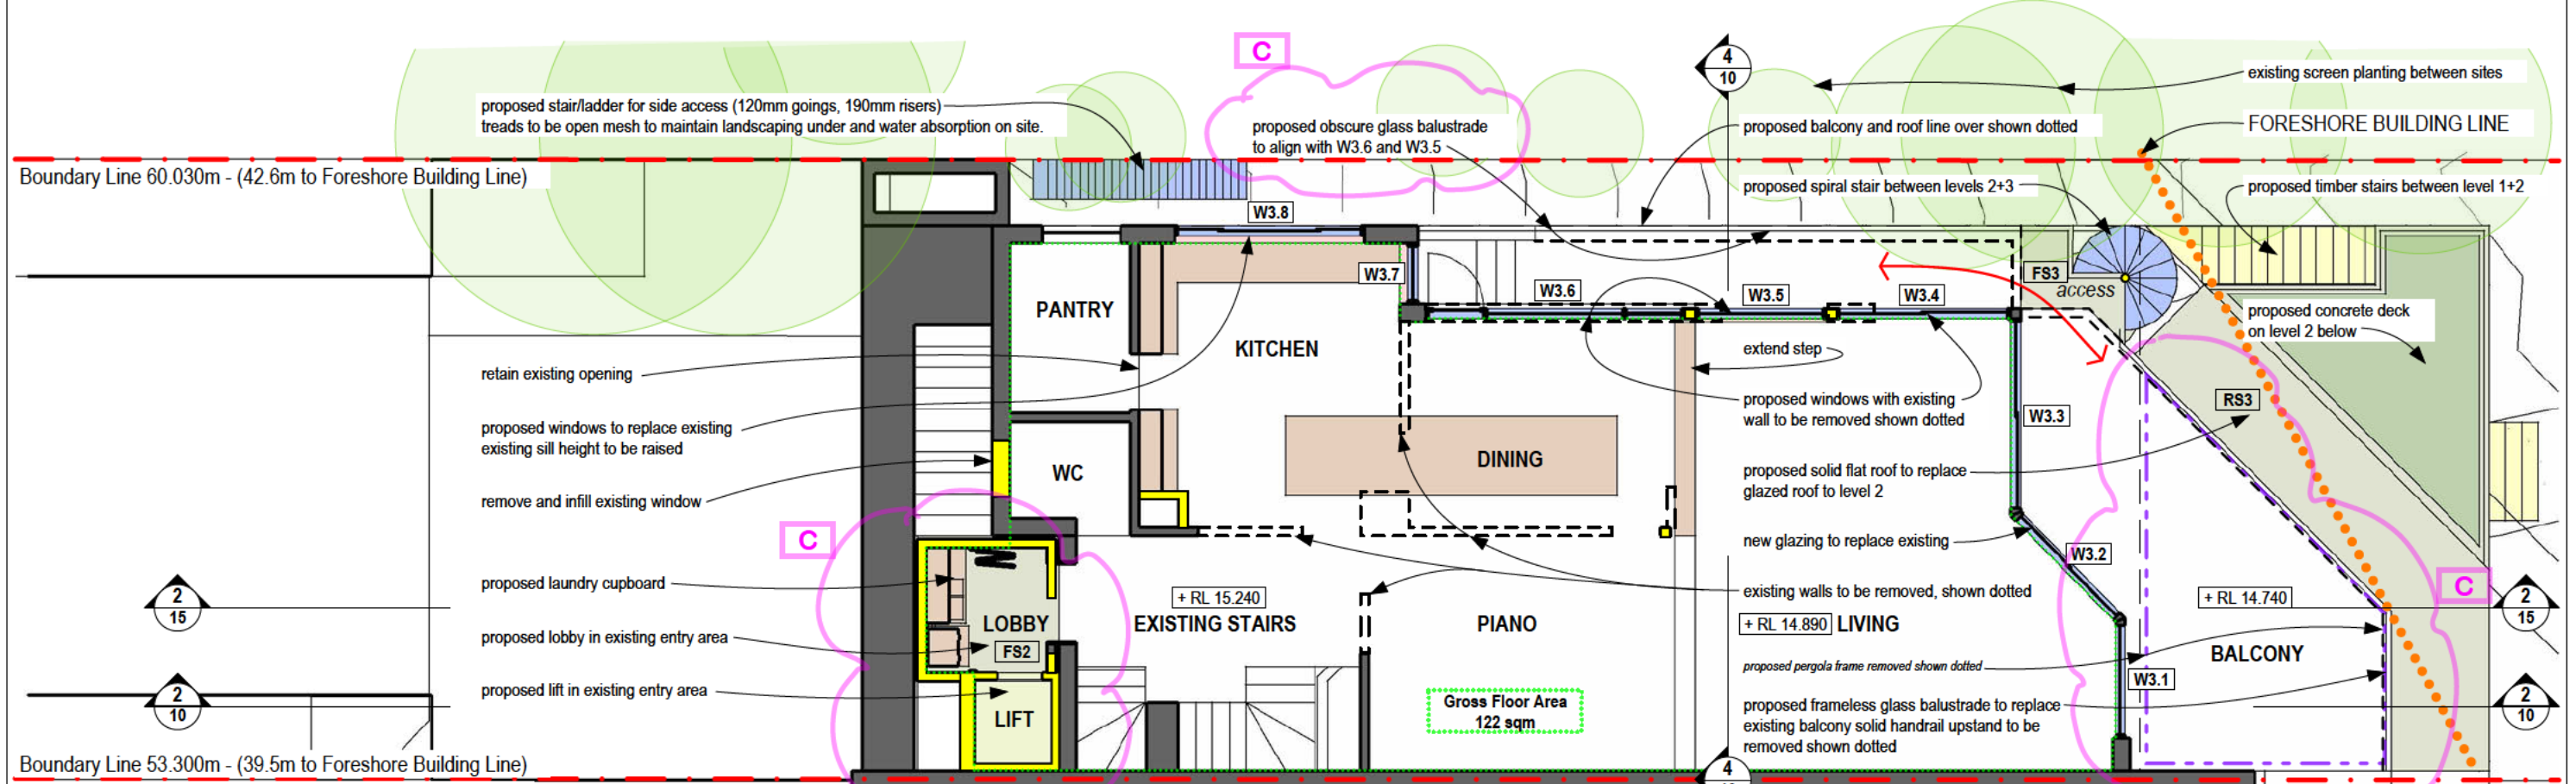 C
4
10
existing screen planting between sites
proposed stair/ladder for side access (120mm goings, 190mm risers)
treads to be open mesh to maintain landscaping under and water absorption on site.
proposed obscure glass balustrade
to align with W3.6 and W3.5
proposed balcony and roof line over shown dotted
FORESHORE BUILDING LINE
Boundary Line 60.030m - (42.6m to Foreshore Building Line)
proposed spiral stair between levels 2+3
proposed timber stairs between level 1+2
W3.8
W3.7
W3.6
W3.5
W3.4
FS3
access
PANTRY
KITCHEN
proposed concrete deck
on level 2 below
extend step
retain existing opening
proposed windows with existing
wall to be removed shown dotted
W3.3
RS3
proposed windows to replace existing
existing sill height to be raised
WC
DINING
proposed solid flat roof to replace
glazed roof to level 2
remove and infill existing window
C
new glazing to replace existing
W3.2
proposed laundry cupboard
existing walls to be removed, shown dotted
C
2
15
+ RL 15.240
+ RL 14.740
2
15
LOBBY
FS2
EXISTING STAIRS
PIANO
+ RL 14.890
LIVING
proposed lobby in existing entry area
proposed pergola frame removed shown dotted
BALCONY
W3.1
proposed lift in existing entry area
2
10
LIFT
Gross Floor Area
122 sqm
proposed frameless glass balustrade to replace
existing balcony solid handrail upstand to be
removed shown dotted
2
10
Boundary Line 53.300m - (39.5m to Foreshore Building Line)
4